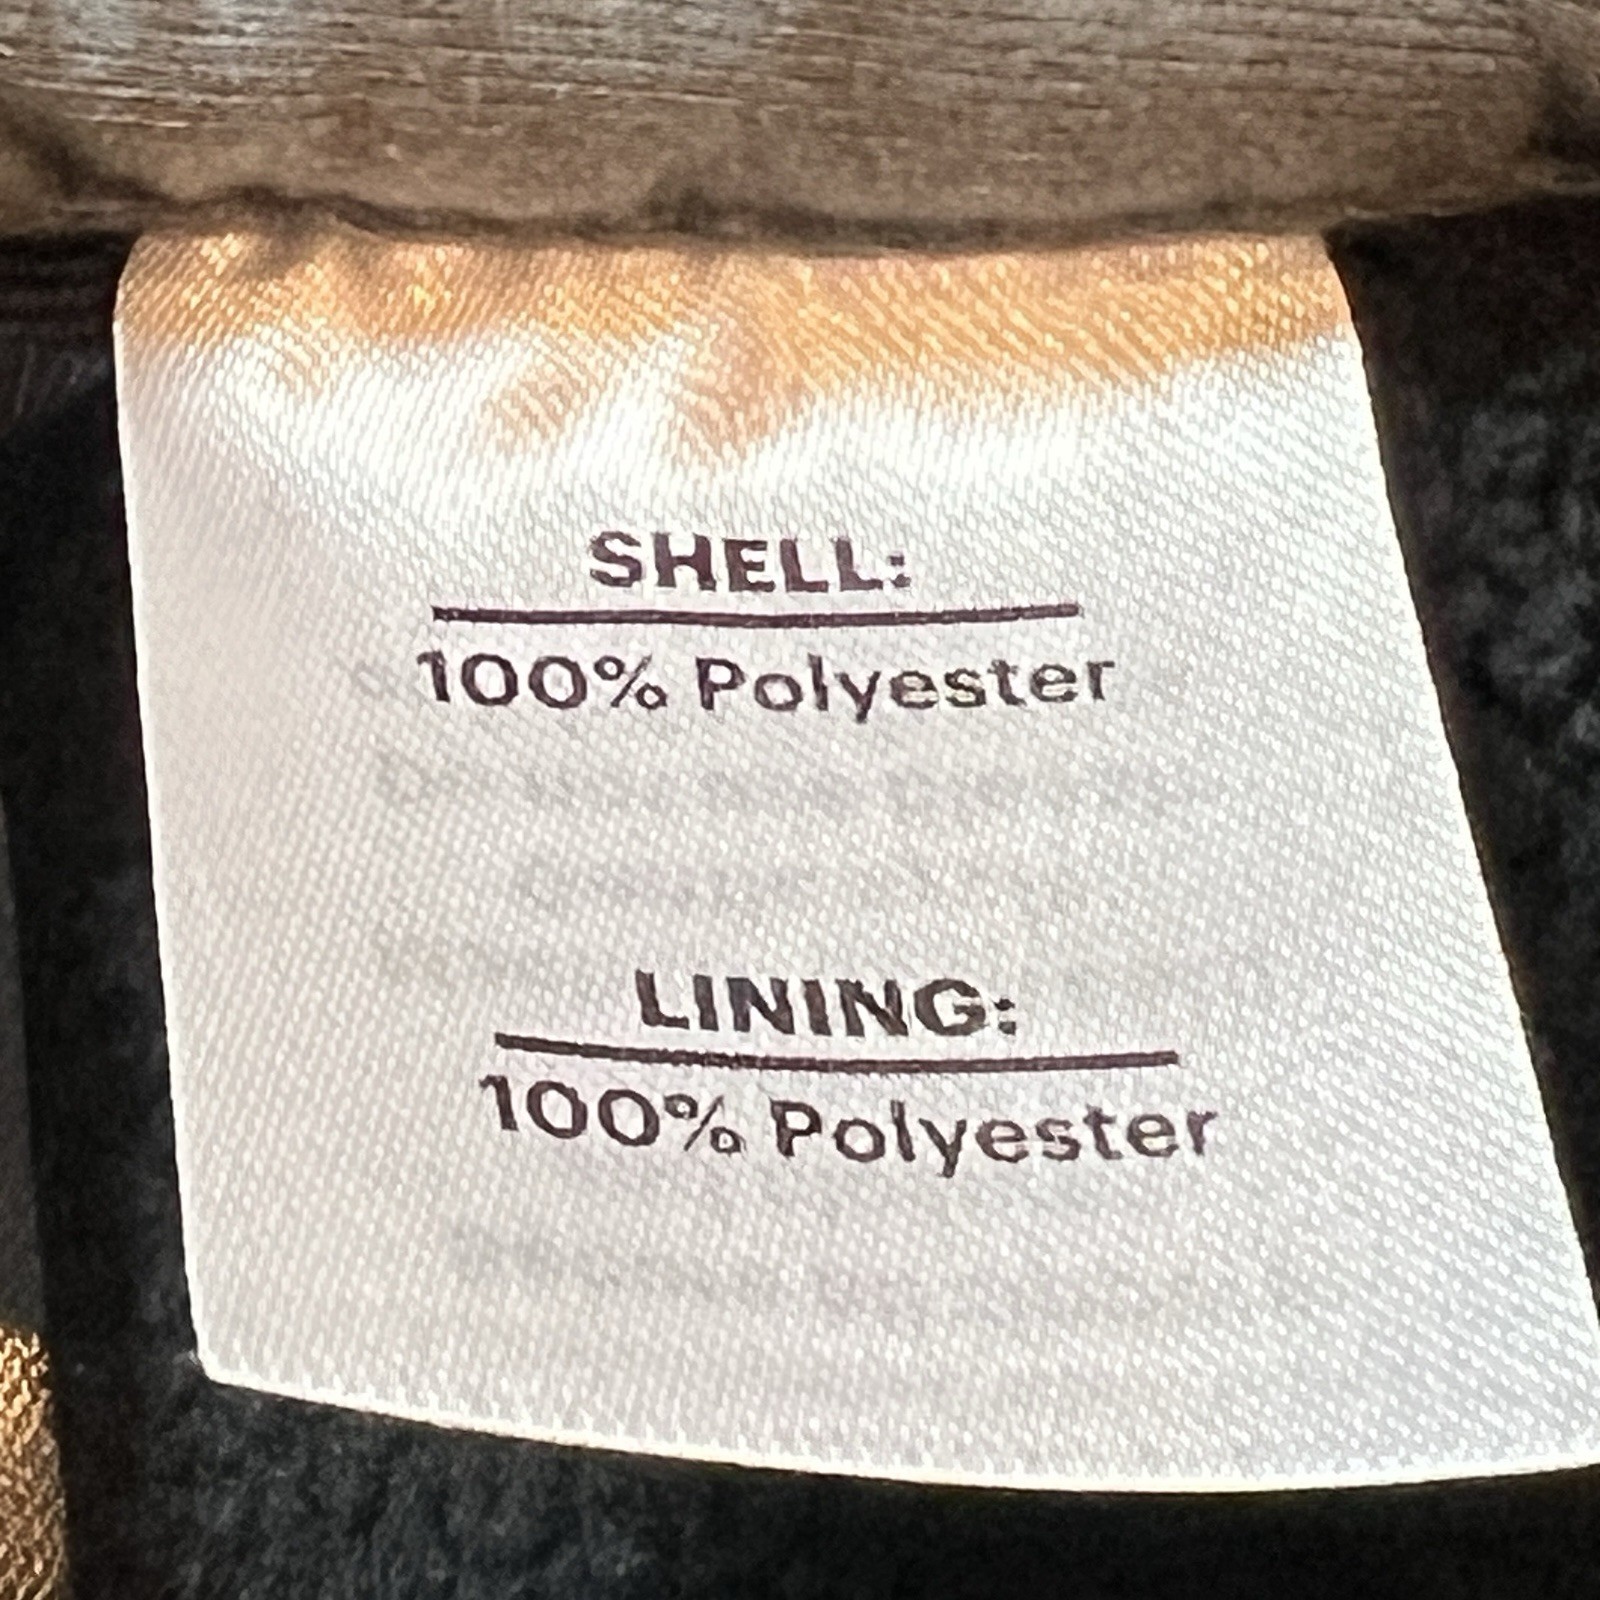 SHELL:
100% Polyester
LINING:
100% Polyester